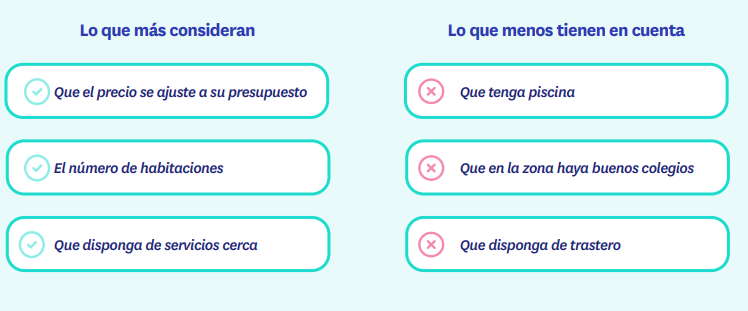 Lo que más consideran
Que el precio se ajuste a su presupuesto
El número de habitaciones
Que disponga de servicios cerca
Lo que menos tienen en cuenta
Que tenga piscina
Que en la zona haya buenos colegios
Que disponga de trastero